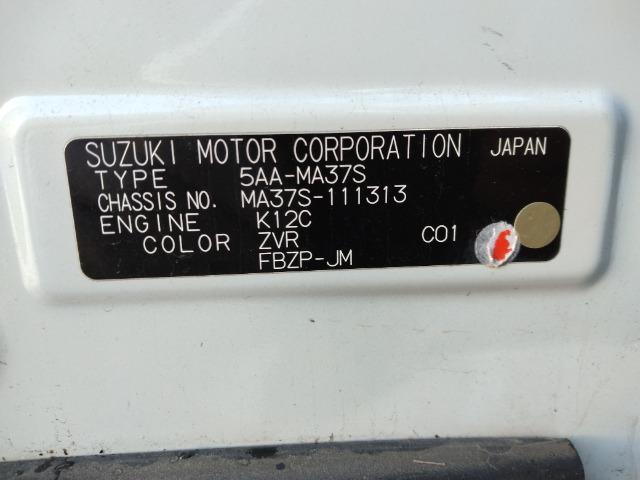 SUZUKI MOTOR CORPORATION JAPAN
TYPE 5AA-MA37S
CHASSIS NO. MA37S-111313
ENGINE K12C
COLOR ZVR C01
FBZP-JM